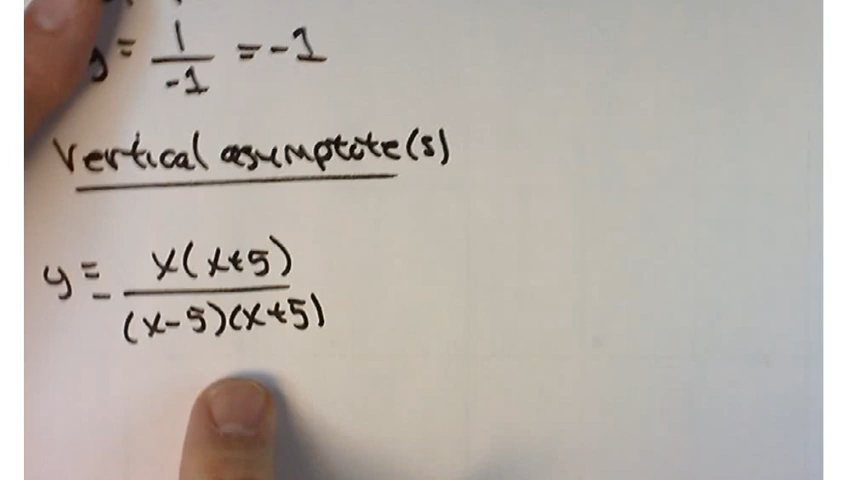 y = 1/-1 = -1
Vertical asymptote(s)
y = x(x+5)/(x-5)(x+5)